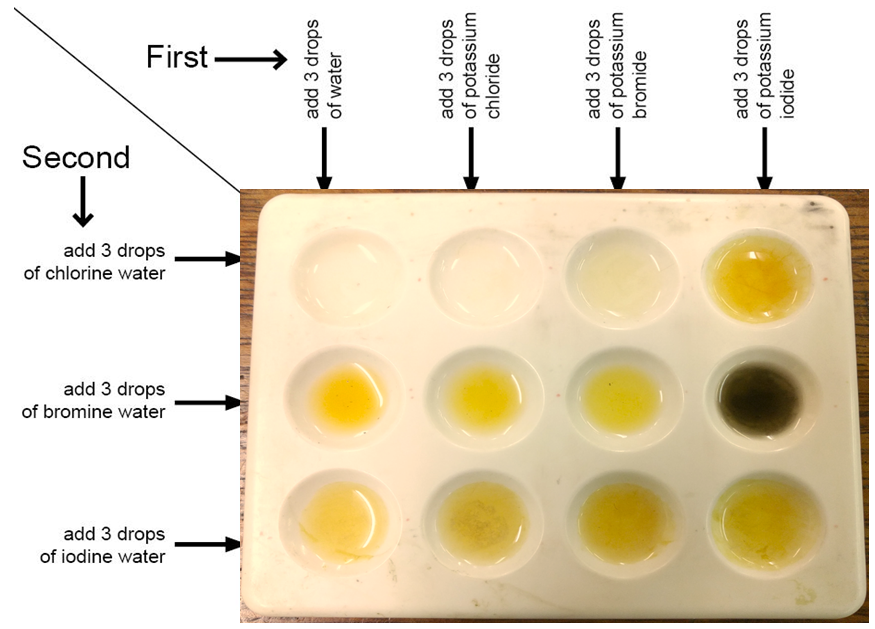 First
add 3 drops
of water
add 3 drops
of potassium
chloride
add 3 drops
of potassium
bromide
add 3 drops
of potassium
iodide
Second
add 3 drops
of chlorine water
add 3 drops
of bromine water
add 3 drops
of iodine water